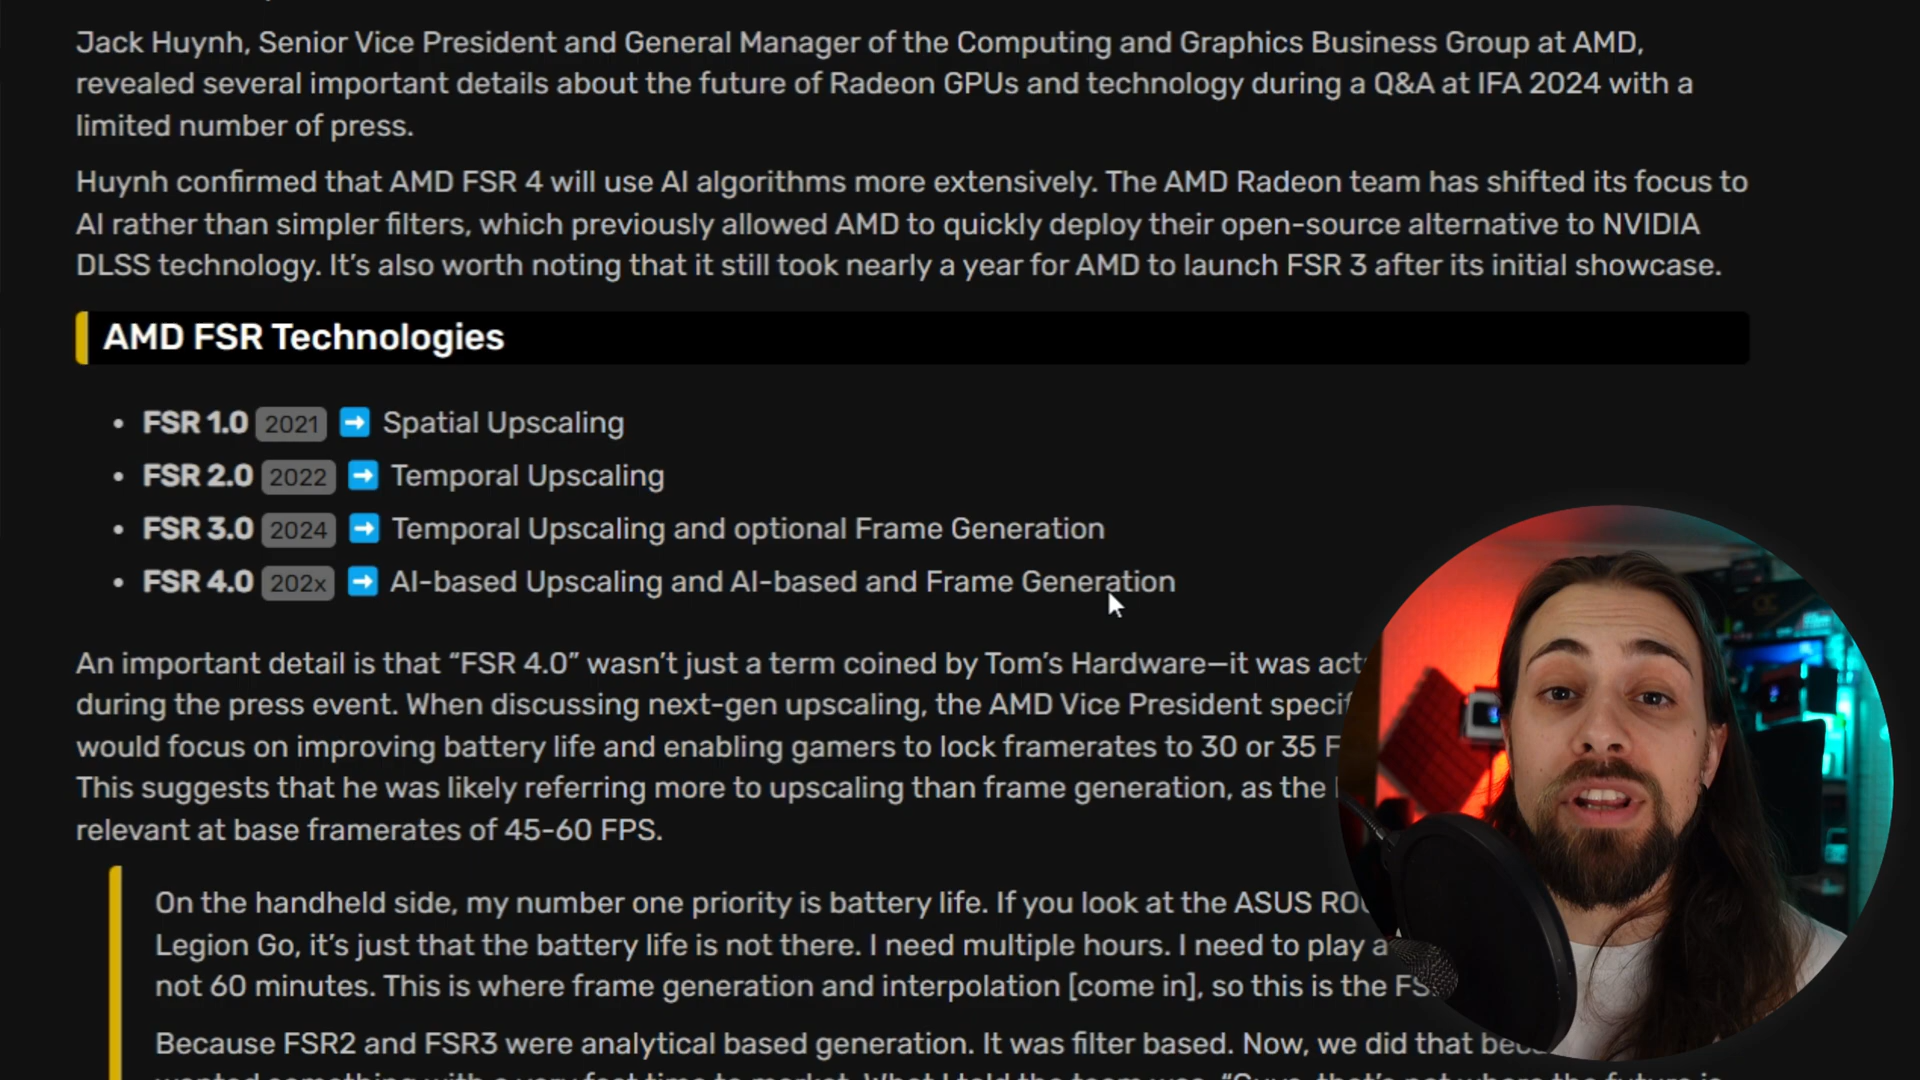 Jack Huynh, Senior Vice President and General Manager of the Computing and Graphics Business Group at AMD,
revealed several important details about the future of Radeon GPUs and technology during a Q&A at IFA 2024 with a
limited number of press.
Huynh confirmed that AMD FSR 4 will use AI algorithms more extensively. The AMD Radeon team has shifted its focus to
AI rather than simpler filters, which previously allowed AMD to quickly deploy their open-source alternative to NVIDIA
DLSS technology. It’s also worth noting that it still took nearly a year for AMD to launch FSR 3 after its initial showcase.
AMD FSR Technologies
• FSR 1.0 2021 ➡ Spatial Upscaling
• FSR 2.0 2022 ➡ Temporal Upscaling
• FSR 3.0 2024 ➡ Temporal Upscaling and optional Frame Generation
• FSR 4.0 202x ➡ AI-based Upscaling and AI-based and Frame Generation
An important detail is that “FSR 4.0” wasn’t just a term coined by Tom’s Hardware—it was
during the press event. When discussing next-gen upscaling, the AMD Vice President
would focus on improving battery life and enabling gamers to lock framerates to 30 or 35
This suggests that he was likely referring more to upscaling than frame generation, as the
relevant at base framerates of 45-60 FPS.
On the handheld side, my number one priority is battery life. If you look at the ASUS
Legion Go, it’s just that the battery life is not there. I need multiple hours. I need to play a
not 60 minutes. This is where frame generation and interpolation [come in], so this is the
Because FSR2 and FSR3 were analytical based generation. It was filter based. Now, we did that